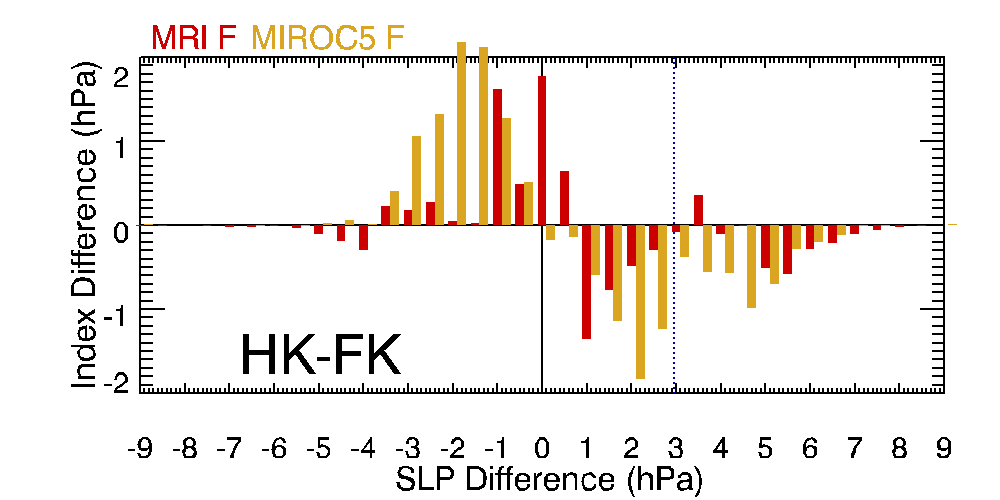 MRI F MIROC5 F
Index Difference (hPa)
2
1
0
-1
-2
HK-FK
-9 -8 -7 -6 -5 -4 -3 -2 -1 0 1 2 3 4 5 6 7 8 9
SLP Difference (hPa)